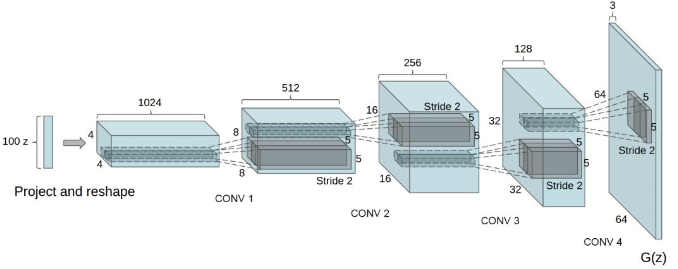 100 z
Project and reshape
1024
4
4
CONV 1
512
8
8
5
5
Stride 2
CONV 2
256
16
16
Stride 2
5
5
CONV 3
128
32
32
5
5
Stride 2
CONV 4
3
64
64
5
5
Stride 2
G(z)